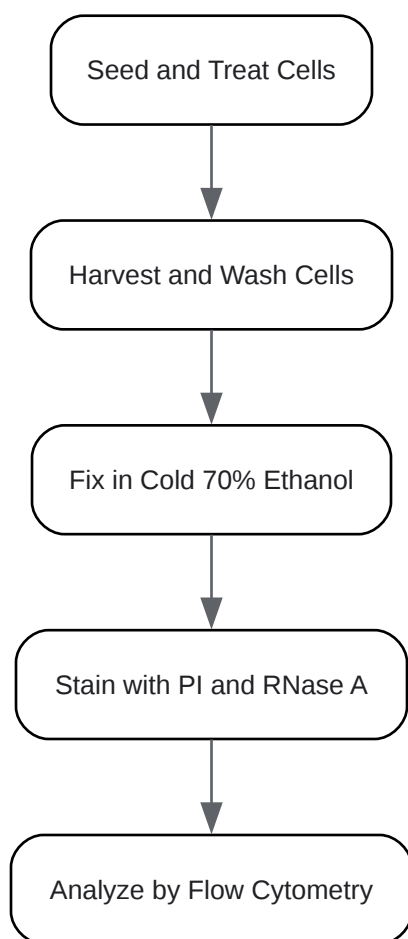 Seed and Treat Cells
Harvest and Wash Cells
Fix in Cold 70% Ethanol
Stain with PI and RNase A
Analyze by Flow Cytometry